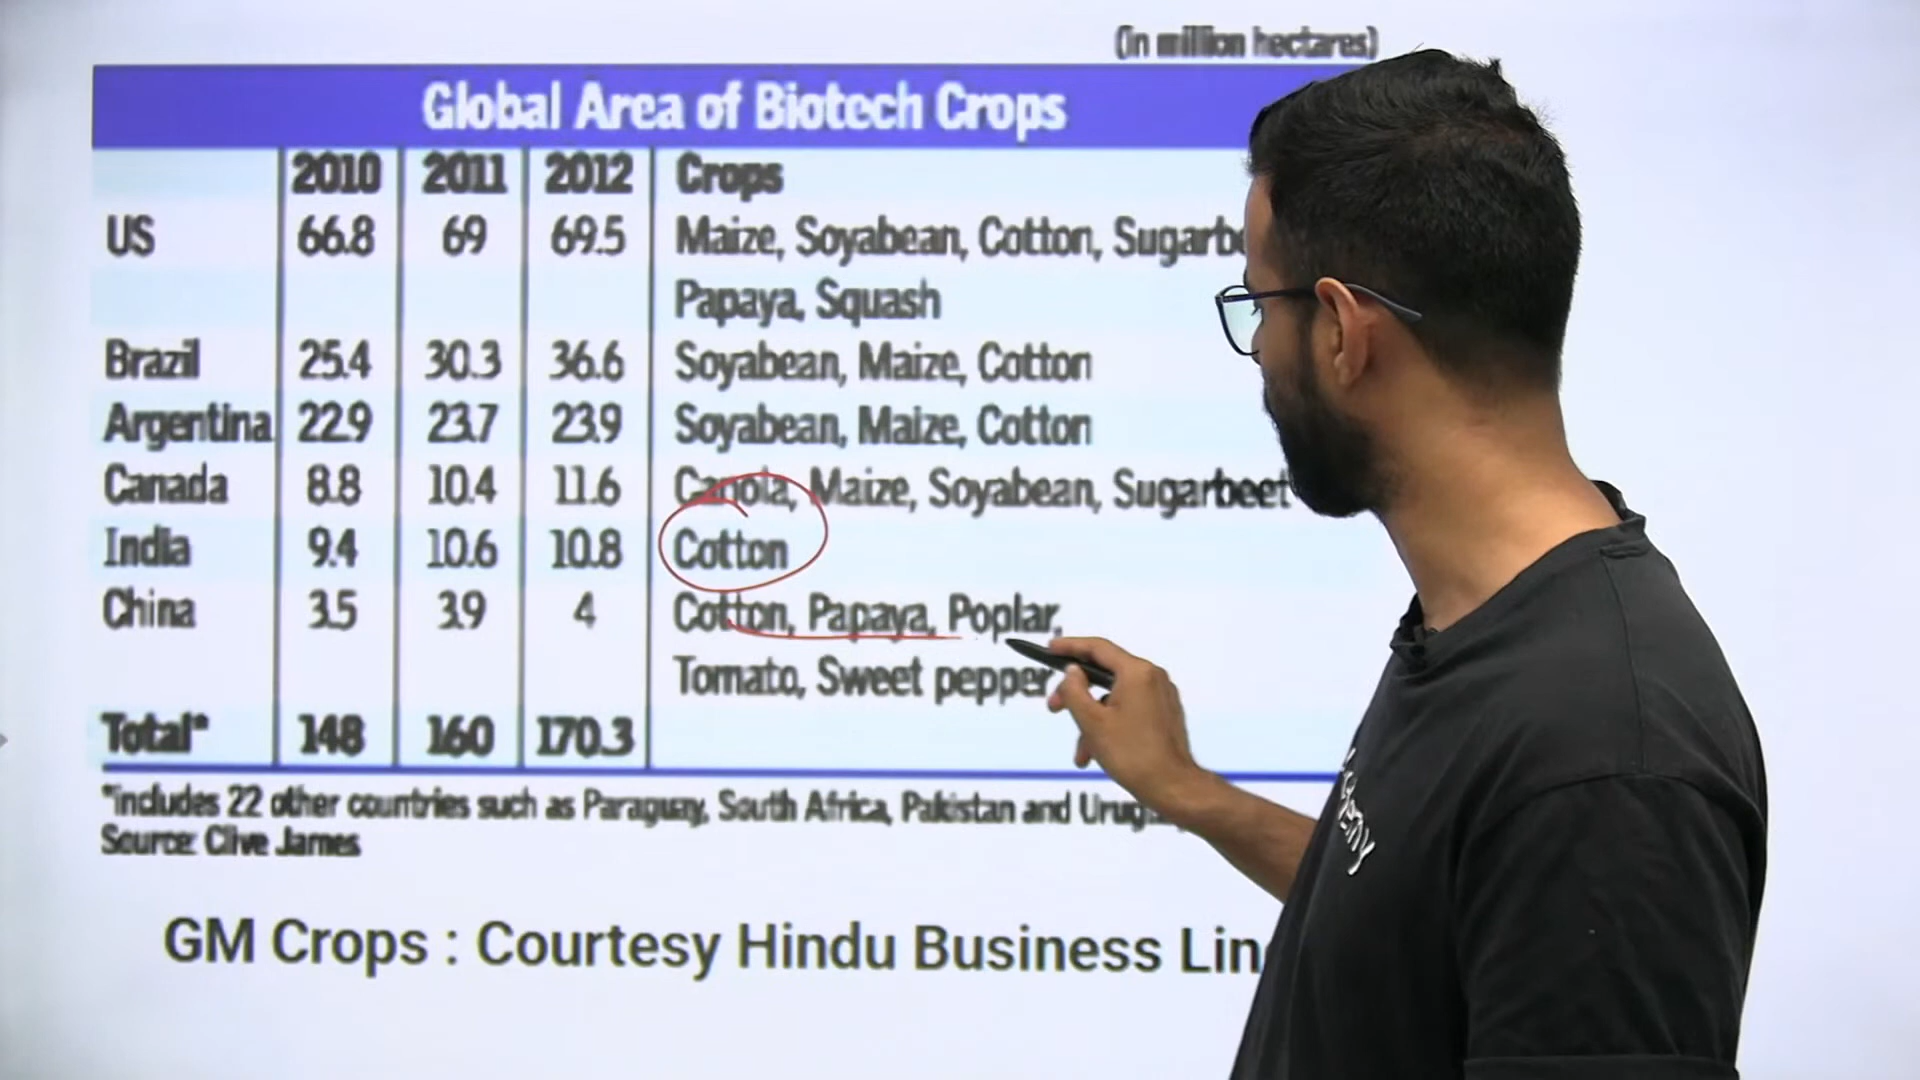 (in million hectares)
Global Area of Biotech Crops
2010 2011 2012 Crops
US 66.8 69 69.5 Maize, Soyabean, Cotton,
Papaya, Squash
Brazil 25.4 30.3 36.6 Soyabean, Maize, Cotton
Argentina 22.9 23.7 23.9 Soyabean, Maize, Cotton
Canada 8.8 10.4 11.6 Canola, Maize, Soyabean, Sugarbeet
India 9.4 10.6 10.8 Cotton
China 3.5 3.9 4 Cotton, Papaya, Poplar,
Tomato, Sweet pepper
Total* 148 160 170.3
*includes 22 other countries such as Paraguay, South Africa, Pakistan and
Source: Clive James
GM Crops : Courtesy Hindu Business